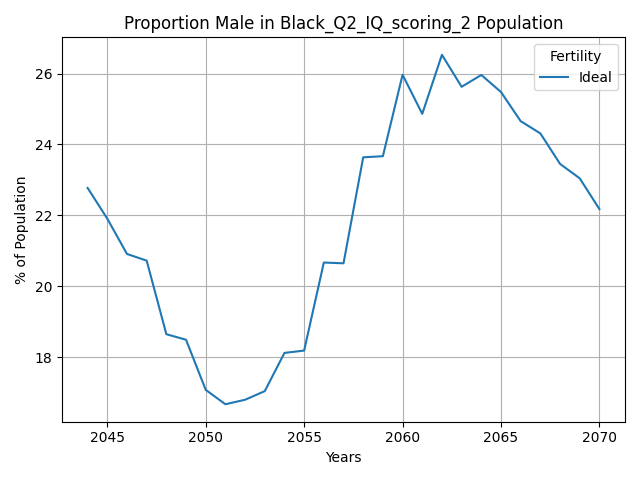 Proportion Male in Black_Q2_IQ_scoring_2 Population
Fertility
Ideal
% of Population
26
24
22
20
18
2045 2050 2055 2060 2065 2070
Years